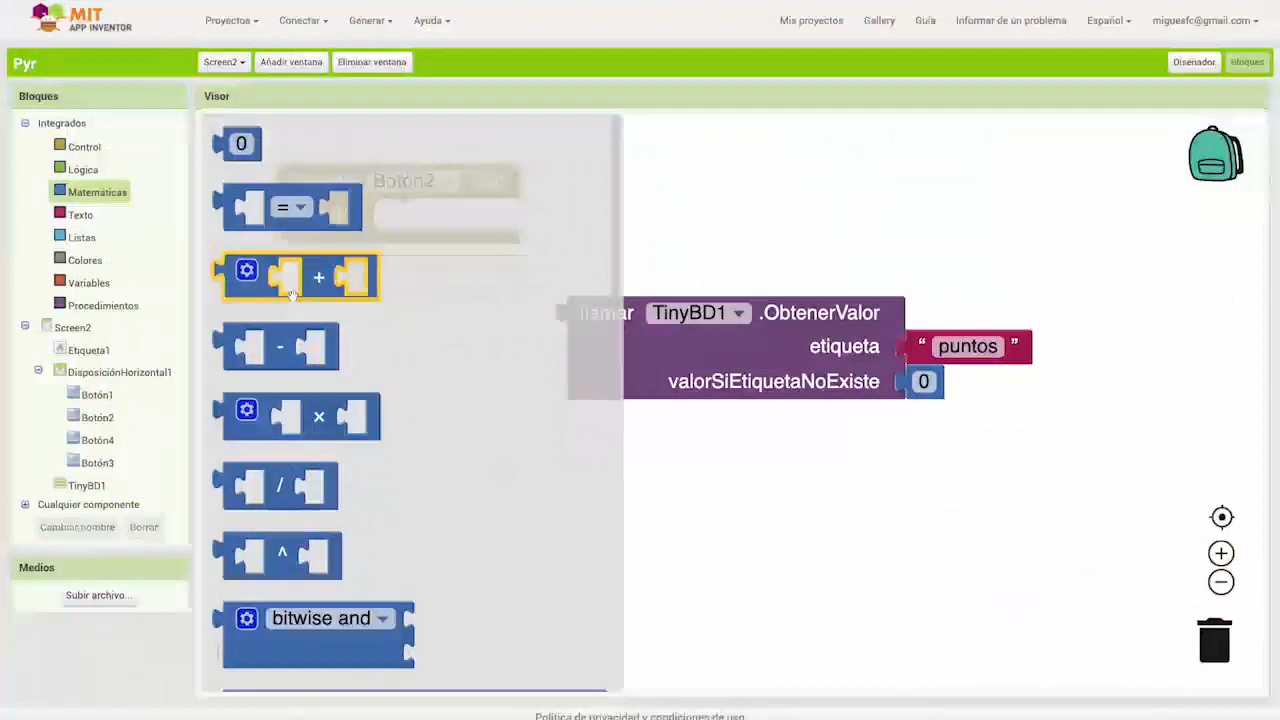 MIT
APP INVENTOR
Proyectos Conectar Generar Ayuda Mis proyectos Gallery Guía Informar de un problema Español miguesfc@gmail.com
Pyr Screen2 Añadir ventana Eliminar ventana Diseñador Bloques
Bloques Visor
Integrados
Control
Lógica
Matemáticas
Texto
Listas
Colores
Variables
Procedimientos
Screen2
Etiqueta1
DisposiciónHorizontal1
Botón1
Botón2
Botón4
Botón3
TinyBD1
Cualquier componente
Cambiar nombre Borrar
Medios
Subir archivo...
0
Botón2
=
+
-
×
/
^
bitwise and
llamar TinyBD1 .ObtenerValor
etiqueta “ puntos ”
valorSiEtiquetaNoExiste 0
Política de privacidad y condiciones de uso